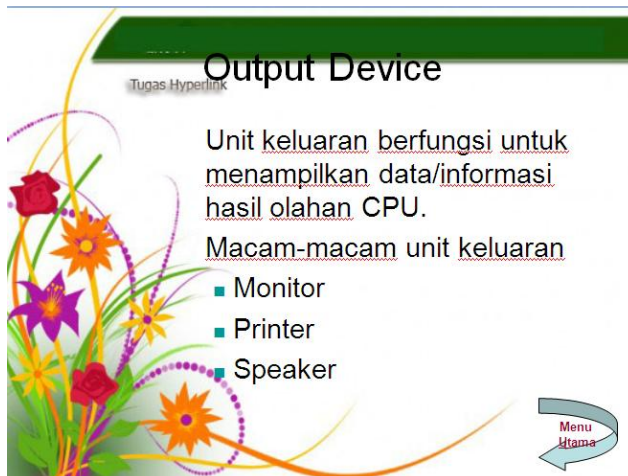 Output Device
Tugas Hyperlink
Unit keluaran berfungsi untuk
menampilkan data/informasi
hasil olahan CPU.
Macam-macam unit keluaran
Monitor
Printer
Speaker
Menu
Utama